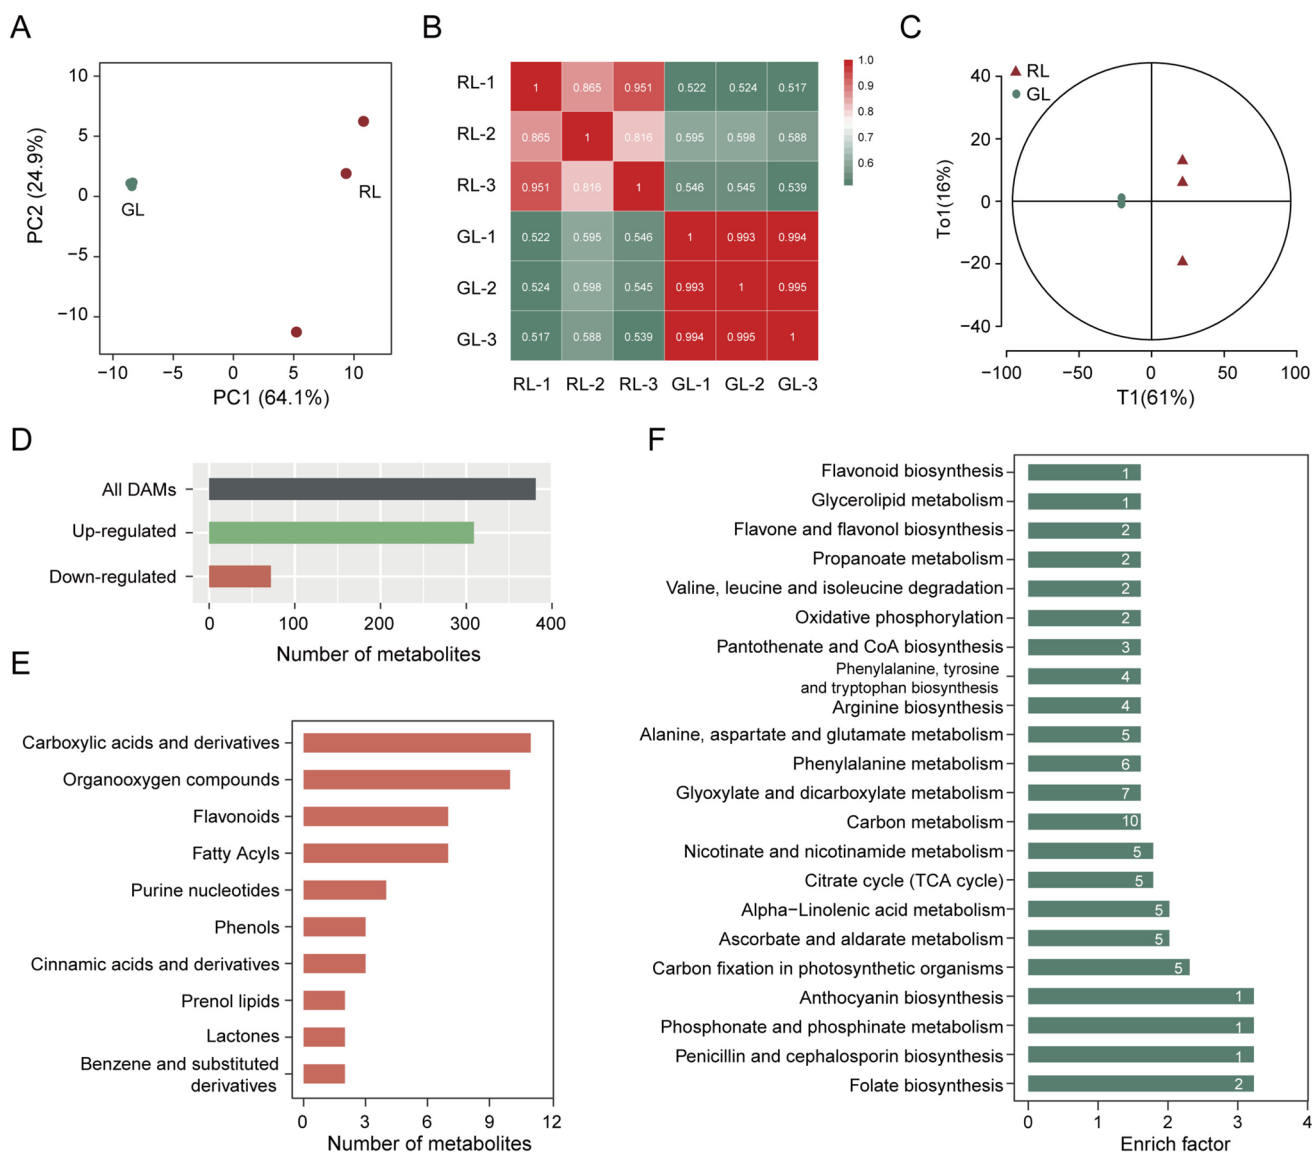 A
10
5
0
−5
−10
PC2 (24.9%)
GL
RL
−10 −5 0 5 10
PC1 (64.1%)
B
RL-1 1 0.865 0.951 0.522 0.524 0.517
RL-2 0.865 1 0.816 0.595 0.598 0.588
RL-3 0.951 0.816 1 0.546 0.545 0.539
GL-1 0.522 0.595 0.546 1 0.993 0.994
GL-2 0.524 0.598 0.545 0.993 1 0.995
GL-3 0.517 0.588 0.539 0.994 0.995 1
RL-1 RL-2 RL-3 GL-1 GL-2 GL-3
1.0
0.9
0.8
0.7
0.6
C
RL
GL
40
20
0
−20
−40
To1(16%)
−100 −50 0 50 100
T1(61%)
D
All DAMs
Up-regulated
Down-regulated
0 100 200 300 400
Number of metabolites
E
Carboxylic acids and derivatives
Organooxygen compounds
Flavonoids
Fatty Acyls
Purine nucleotides
Phenols
Cinnamic acids and derivatives
Prenol lipids
Lactones
Benzene and substituted
derivatives
0 3 6 9 12
Number of metabolites
F
Flavonoid biosynthesis 1
Glycerolipid metabolism 1
Flavone and flavonol biosynthesis 2
Propanoate metabolism 2
Valine, leucine and isoleucine degradation 2
Oxidative phosphorylation 2
Pantothenate and CoA biosynthesis 3
Phenylalanine, tyrosine
and tryptophan biosynthesis 4
Arginine biosynthesis 4
Alanine, aspartate and glutamate metabolism 5
Phenylalanine metabolism 6
Glyoxylate and dicarboxylate metabolism 7
Carbon metabolism 10
Nicotinate and nicotinamide metabolism 5
Citrate cycle (TCA cycle) 5
Alpha−Linolenic acid metabolism 5
Ascorbate and aldarate metabolism 5
Carbon fixation in photosynthetic organisms 5
Anthocyanin biosynthesis 1
Phosphonate and phosphinate metabolism 1
Penicillin and cephalosporin biosynthesis 1
Folate biosynthesis 2
0 1 2 3 4
Enrich factor